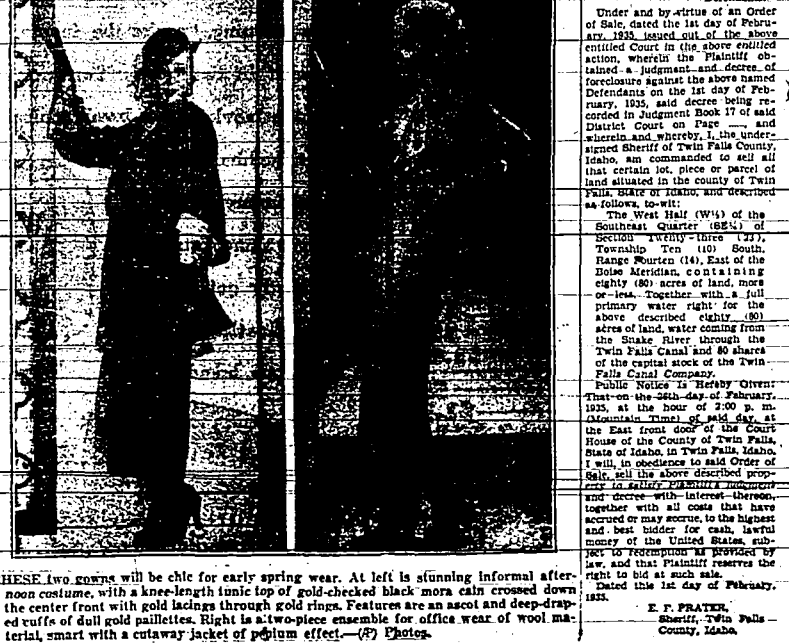 HESE two gowns will be chic for early spring wear. At left is stunning informal after-
noon costume, with a knee-length tunic top of gold-checked black mora cain crossed down
the center front with gold lacings through gold rings. Features are an ascot and deep-drap-
ed cuffs of dull gold paillettes. Right is a two-piece ensemble for office wear of wool ma-
terial, smart with a cutaway jacket of peplum effect.—(AP) Photos.
Under and by virtue of an Order
of Sale, dated the 1st day of Febru-
ary, 1935, issued out of the above
entitled Court in the above entitled
action, wherein the Plaintiff ob-
tained a judgment and decree of
foreclosure against the above named
Defendants on the 1st day of Feb-
ruary, 1935, said decree being re-
corded in Judgment Book 17 of said
District Court on Page ——, and
wherein and whereby, I, the under-
signed Sheriff of Twin Falls County,
Idaho, am commanded to sell all
that certain lot, piece or parcel of
land situated in the county of Twin
Falls, State of Idaho, and described
as follows, to-wit:
The West Half (W½) of the
Southeast Quarter (SE¼) of
Section Twenty-three (23),
Township Ten (10) South,
Range Fourten (14), East of the
Boise Meridian, containing
eighty (80) acres of land, more
or less. Together with a full
primary water right for the
above described eighty (80)
acres of land, water coming from
the Snake River through the
Twin Falls Canal and 80 shares
of the capital stock of the Twin
Falls Canal Company.
Public Notice Is Hereby Given:
That on the 26th day of February,
1935, at the hour of 2:00 p. m.
(Mountain Time) of said day, at
the East front door of the Court
House of the County of Twin Falls,
State of Idaho, in Twin Falls, Idaho,
I will, in obedience to said Order of
Sale, sell the above described prop-
erty to satisfy Plaintiff's judgment
and decree with interest thereon,
together with all costs that have
accrued or may accrue, to the highest
and best bidder for cash, lawful
money of the United States, sub-
ject to redemption as provided by
law, and that Plaintiff reserves the
right to bid at such sale.
Dated this 1st day of February,
1935.
E. F. PRATER,
Sheriff, Twin Falls
County, Idaho.